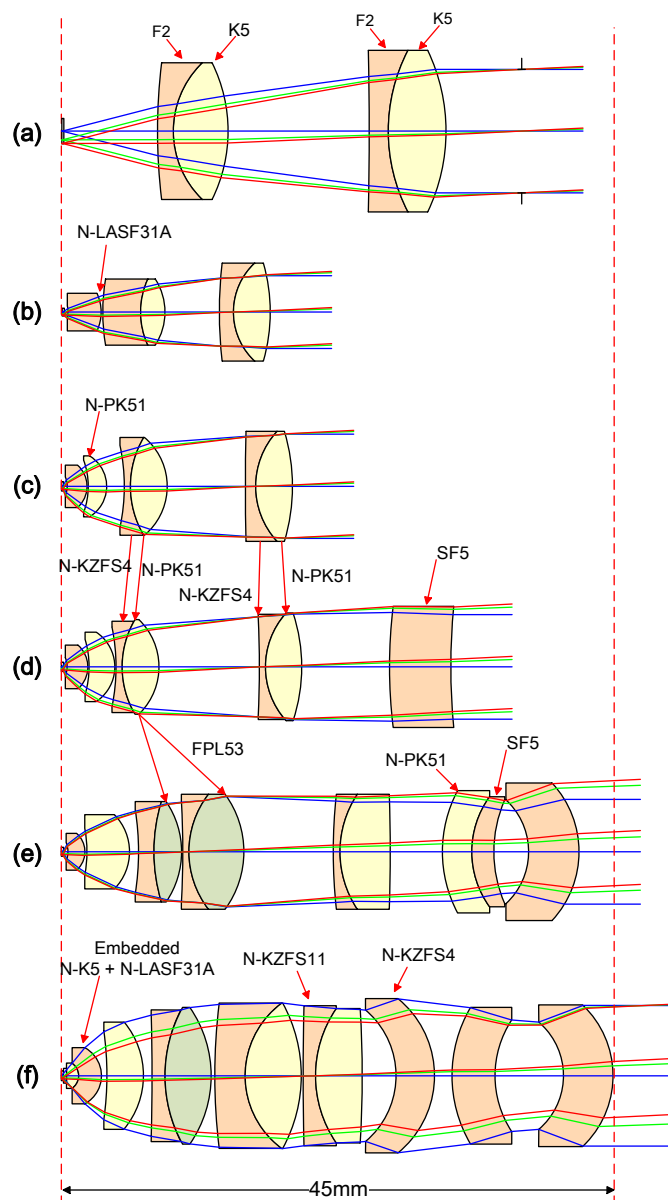 F2
K5
F2
K5
(a)
N-LASF31A
(b)
N-PK51
(c)
N-KZFS4
N-PK51
N-KZFS4
N-PK51
SF5
(d)
FPL53
N-PK51
SF5
(e)
Embedded
N-K5 + N-LASF31A
N-KZFS11
N-KZFS4
(f)
45mm